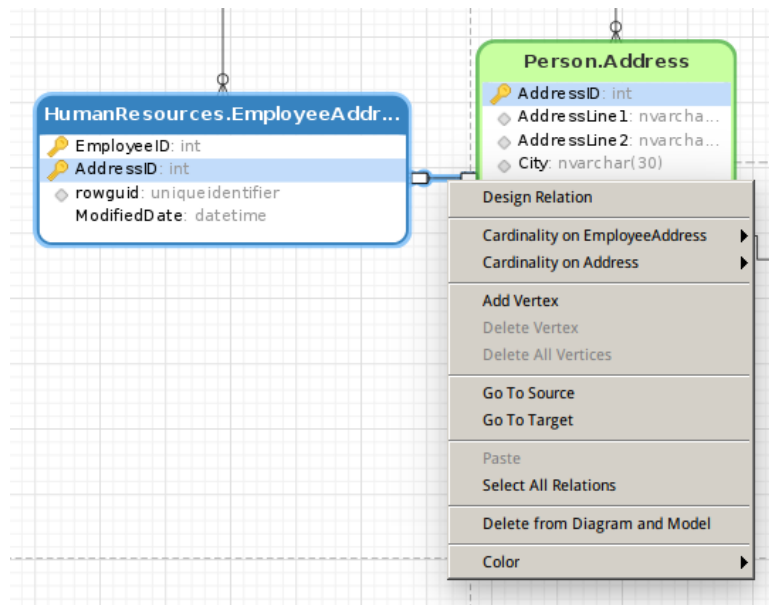 Person.Address
AddressID: int
AddressLine1: nvarcha...
AddressLine2: nvarcha...
City: nvarchar(30)
HumanResources.EmployeeAddr...
EmployeeID: int
AddressID: int
rowguid: uniqueidentifier
ModifiedDate: datetime
Design Relation
Cardinality on EmployeeAddress
Cardinality on Address
Add Vertex
Delete Vertex
Delete All Vertices
Go To Source
Go To Target
Paste
Select All Relations
Delete from Diagram and Model
Color